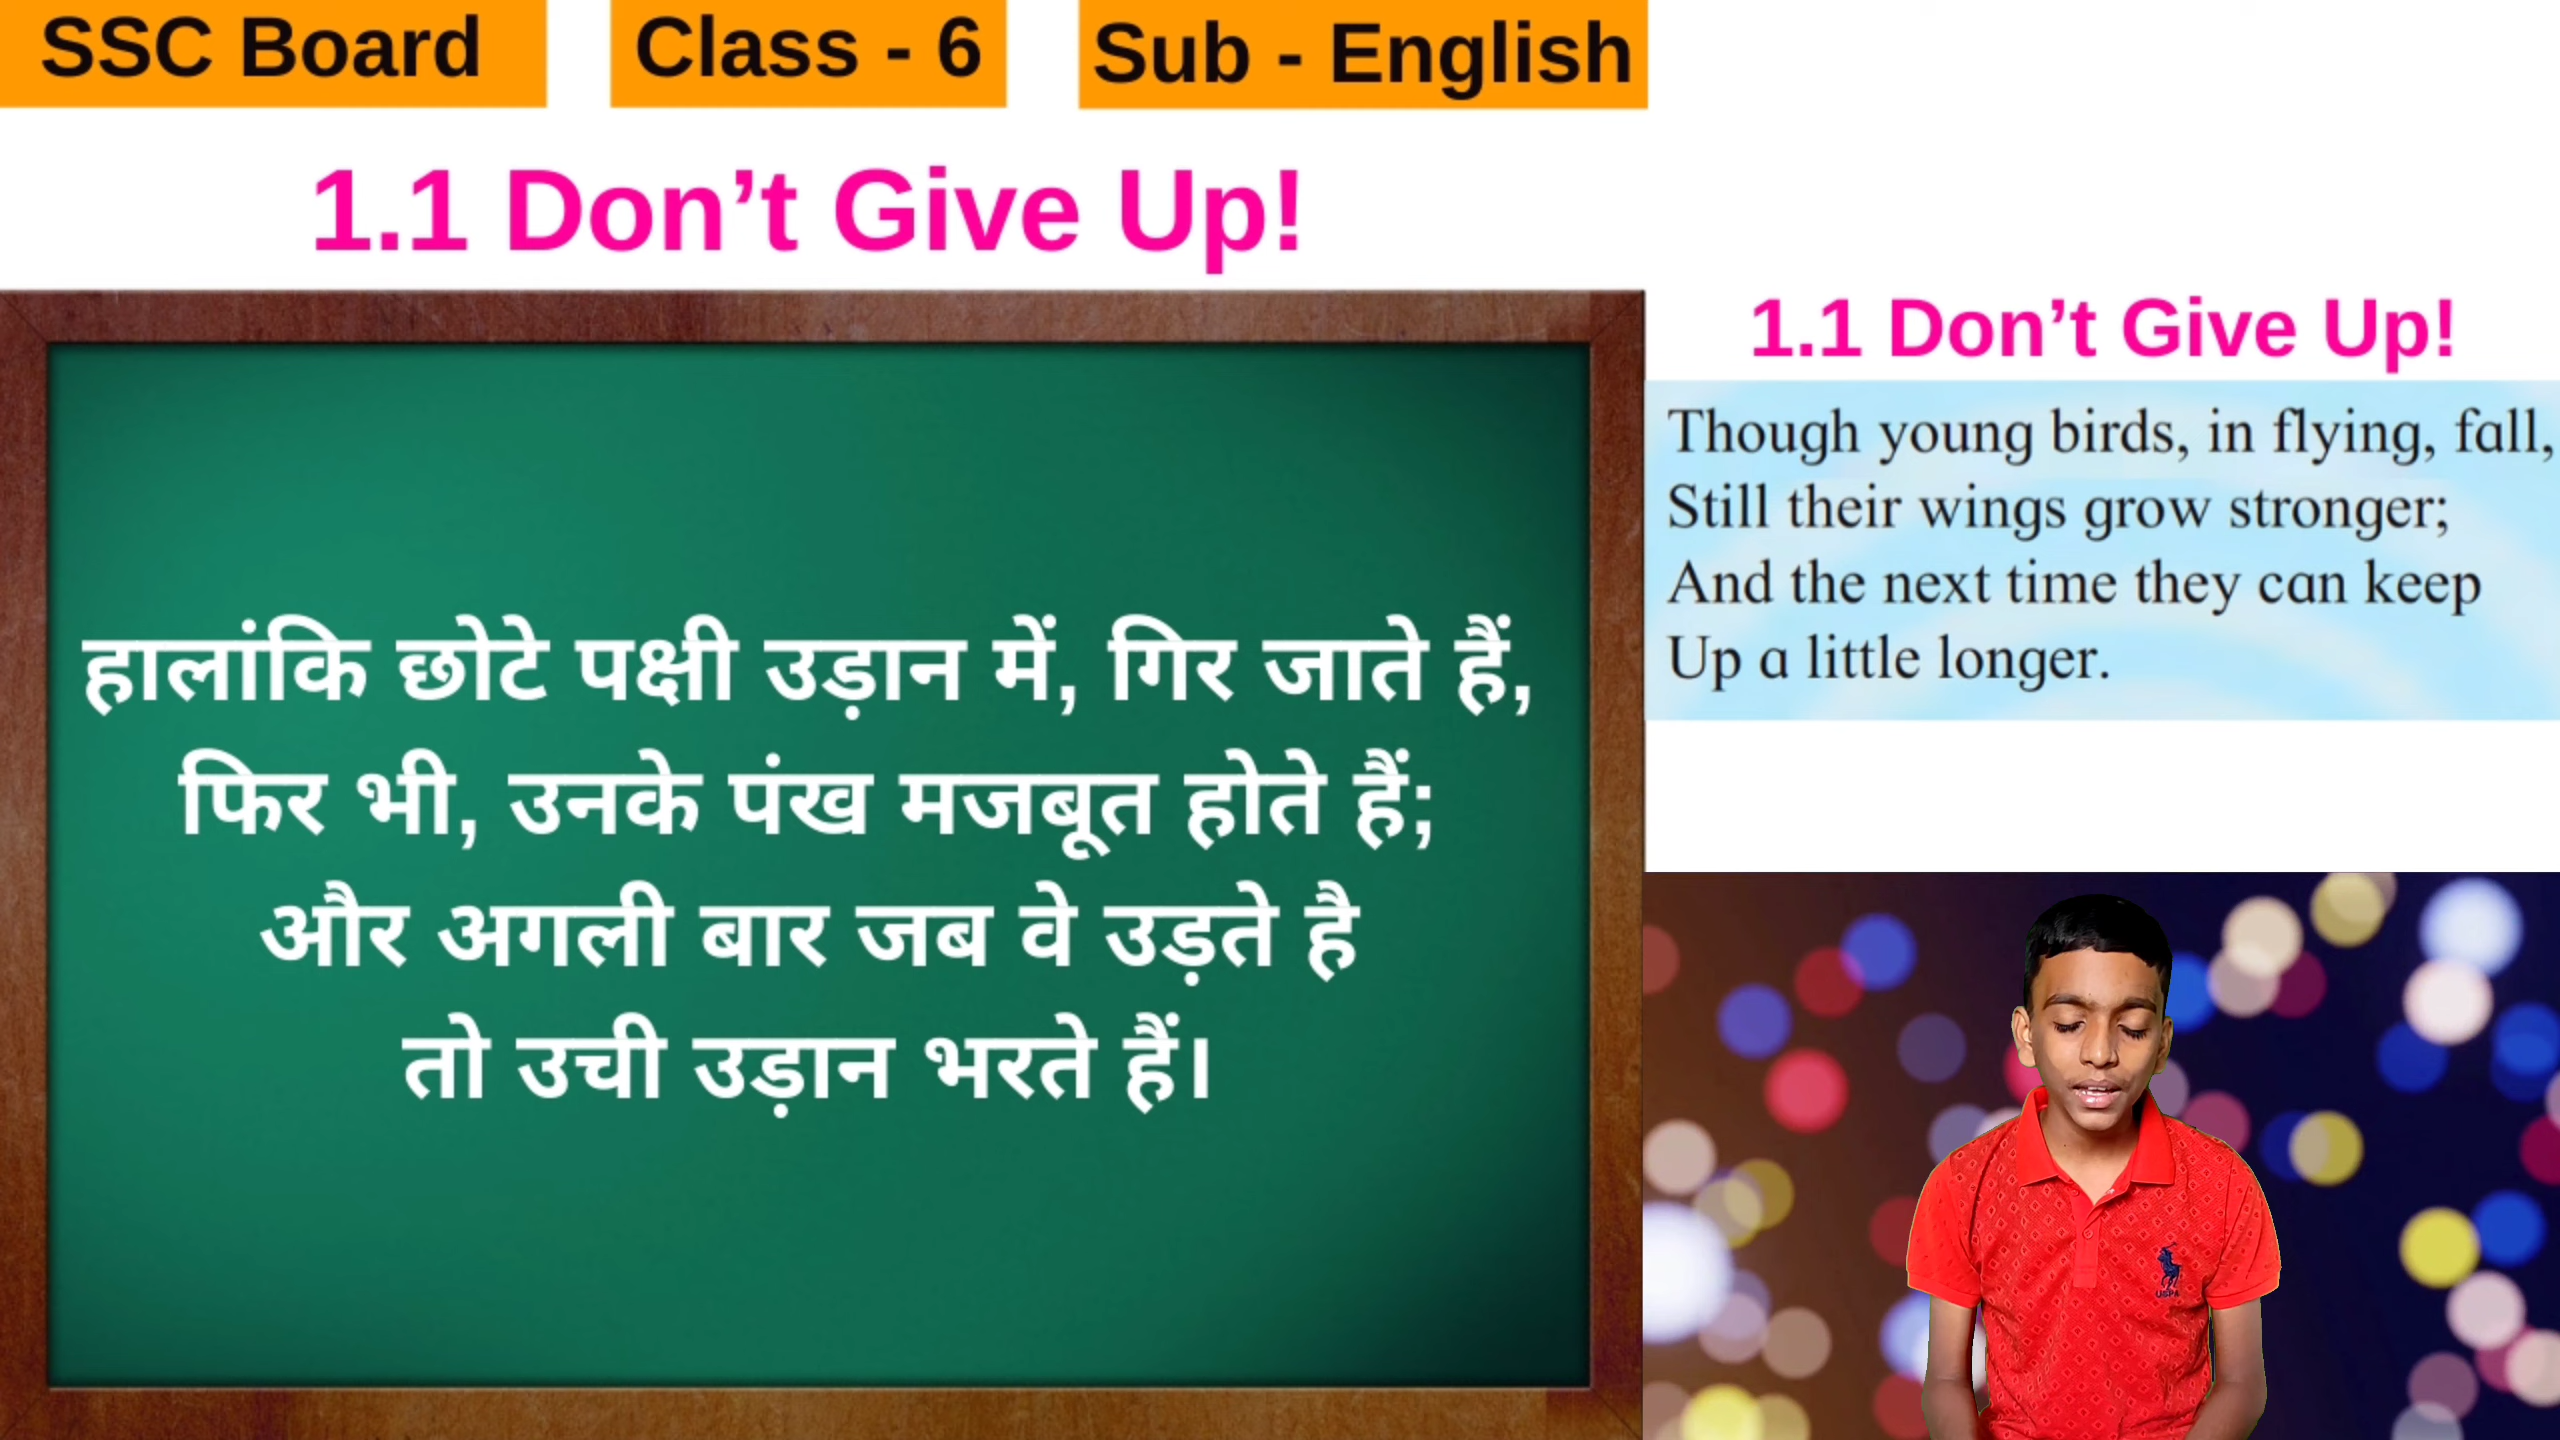 SSC Board
Class - 6
Sub - English
1.1 Don’t Give Up!
हालांकि छोटे पक्षी उड़ान में, गिर जाते हैं,
फिर भी, उनके पंख मजबूत होते हैं;
और अगली बार जब वे उड़ते है
तो उची उड़ान भरते हैं।
1.1 Don’t Give Up!
Though young birds, in flying, fall,
Still their wings grow stronger;
And the next time they can keep
Up a little longer.
USPA